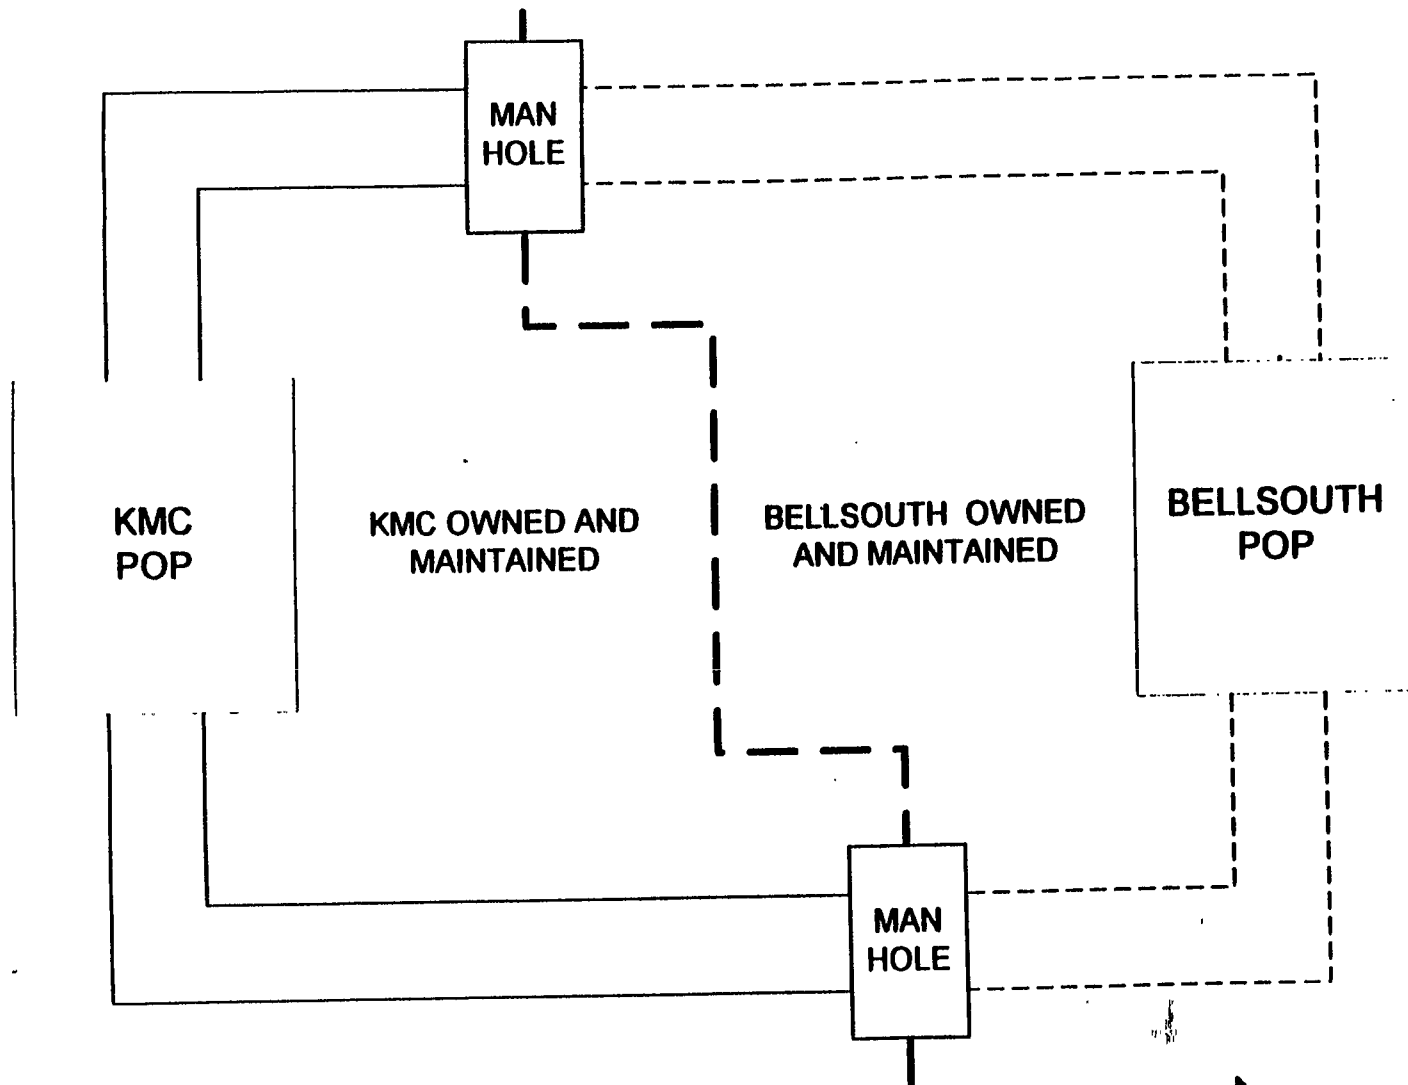 MAN
HOLE
KMC
POP
KMC OWNED AND
MAINTAINED
BELLSOUTH OWNED
AND MAINTAINED
BELLSOUTH
POP
MAN
HOLE